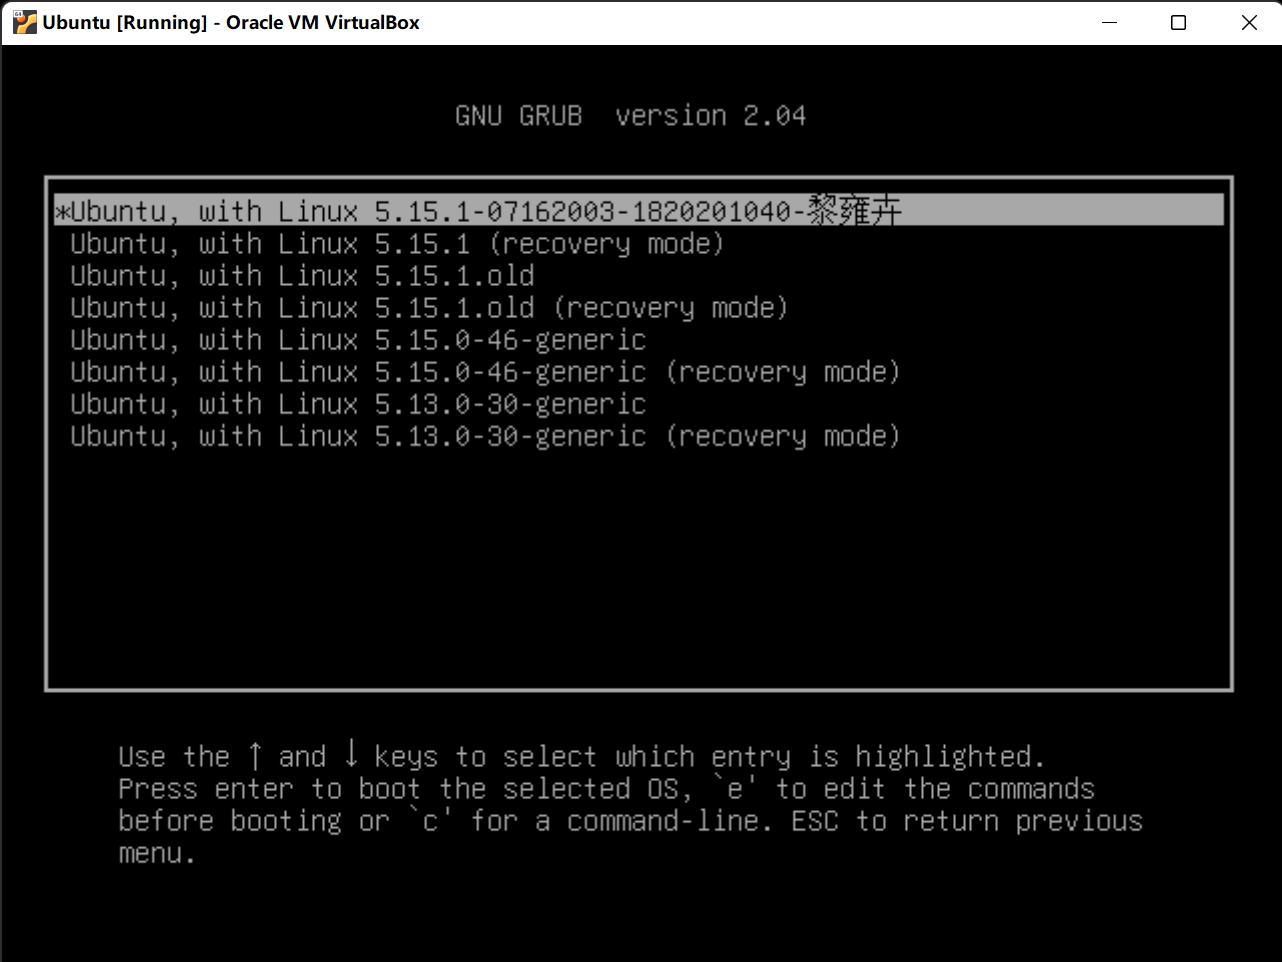 Ubuntu [Running] - Oracle VM VirtualBox
GNU GRUB  version 2.04
*Ubuntu, with Linux 5.15.1-07162003-1820201040-黎雍卉
Ubuntu, with Linux 5.15.1 (recovery mode)
Ubuntu, with Linux 5.15.1.old
Ubuntu, with Linux 5.15.1.old (recovery mode)
Ubuntu, with Linux 5.15.0-46-generic
Ubuntu, with Linux 5.15.0-46-generic (recovery mode)
Ubuntu, with Linux 5.13.0-30-generic
Ubuntu, with Linux 5.13.0-30-generic (recovery mode)
Use the ↑ and ↓ keys to select which entry is highlighted.
Press enter to boot the selected OS, `e' to edit the commands
before booting or `c' for a command-line. ESC to return previous
menu.